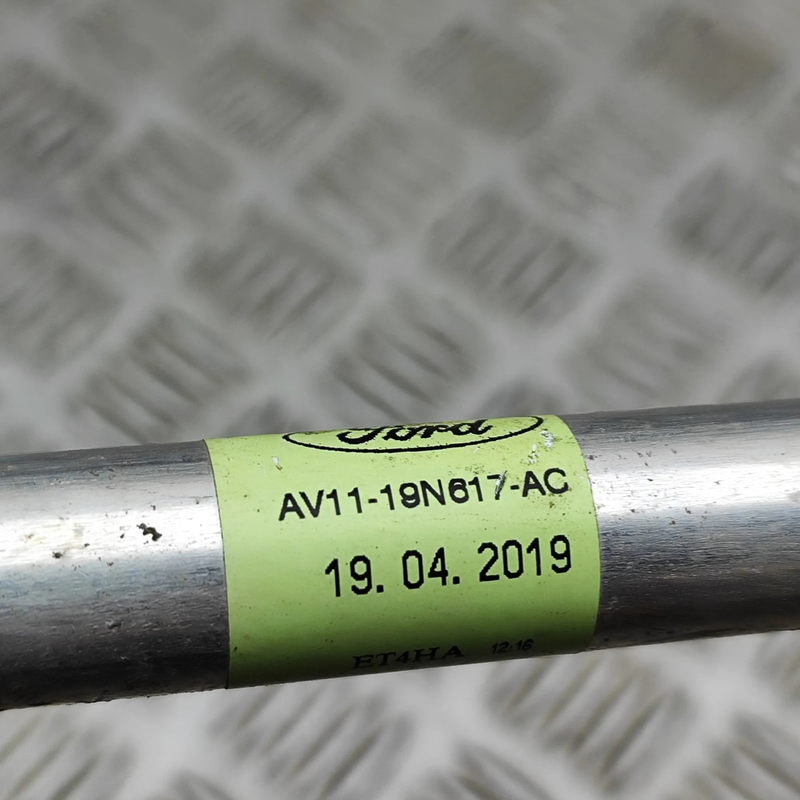 Ford
AV11-19N617-AC
19. 04. 2019
ET4HA 12:16